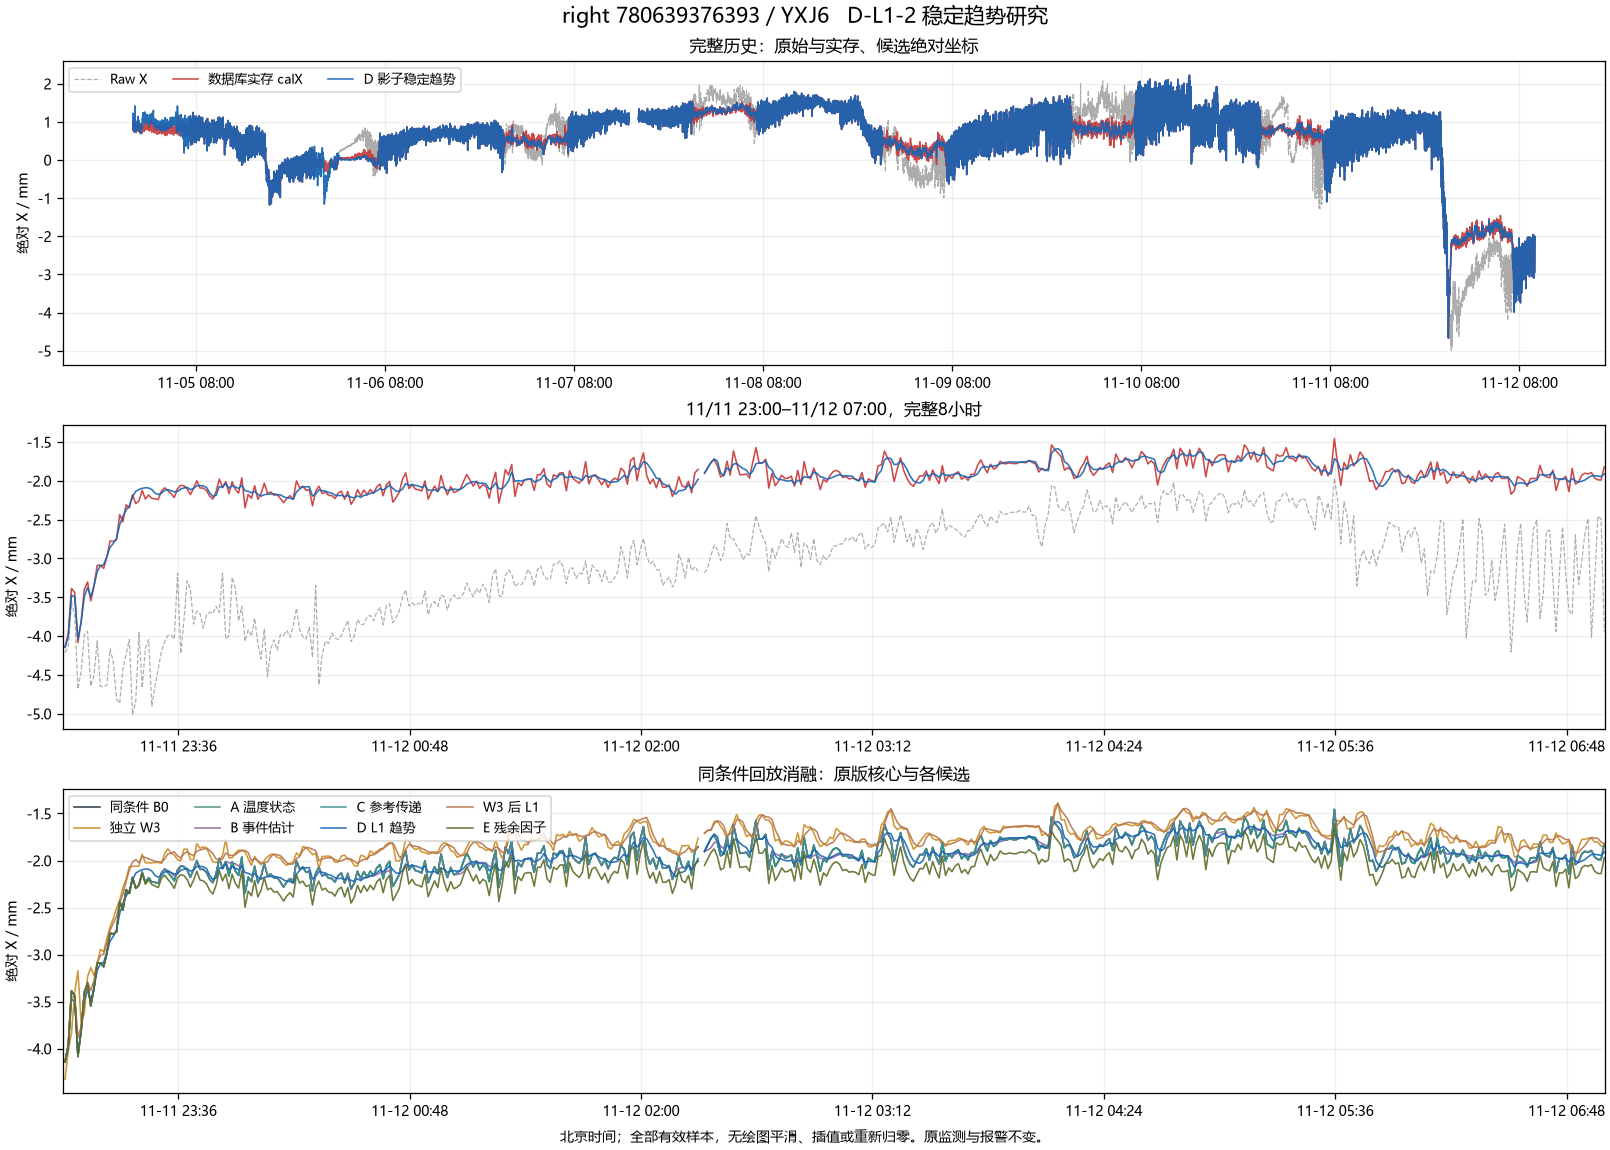 right 780639376393 / YXJ6   D-L1-2 稳定趋势研究
完整历史：原始与实存、候选绝对坐标
Raw X
数据库实存 calX
D 影子稳定趋势
绝对 X / mm
2
1
0
-1
-2
-3
-4
-5
11-05 08:00
11-06 08:00
11-07 08:00
11-08 08:00
11-09 08:00
11-10 08:00
11-11 08:00
11-12 08:00
11/11 23:00–11/12 07:00，完整8小时
绝对 X / mm
-1.5
-2.0
-2.5
-3.0
-3.5
-4.0
-4.5
-5.0
11-11 23:36
11-12 00:48
11-12 02:00
11-12 03:12
11-12 04:24
11-12 05:36
11-12 06:48
同条件回放消融：原版核心与各候选
同条件 B0
A 温度状态
C 参考传递
W3 后 L1
独立 W3
B 事件估计
D L1 趋势
E 残余因子
绝对 X / mm
-1.5
-2.0
-2.5
-3.0
-3.5
-4.0
11-11 23:36
11-12 00:48
11-12 02:00
11-12 03:12
11-12 04:24
11-12 05:36
11-12 06:48
北京时间；全部有效样本，无绘图平滑、插值或重新归零。原监测与报警不变。